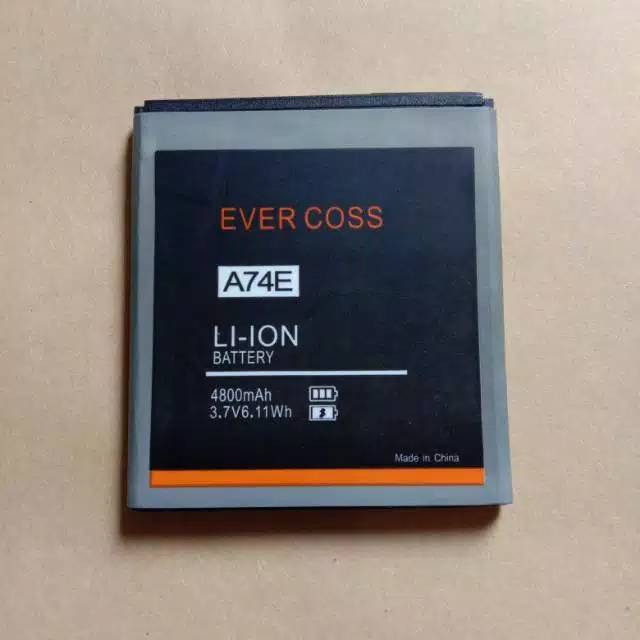 EVER COSS
A74E
LI-ION
BATTERY
4800mAh
3.7V6.11Wh
Made in China